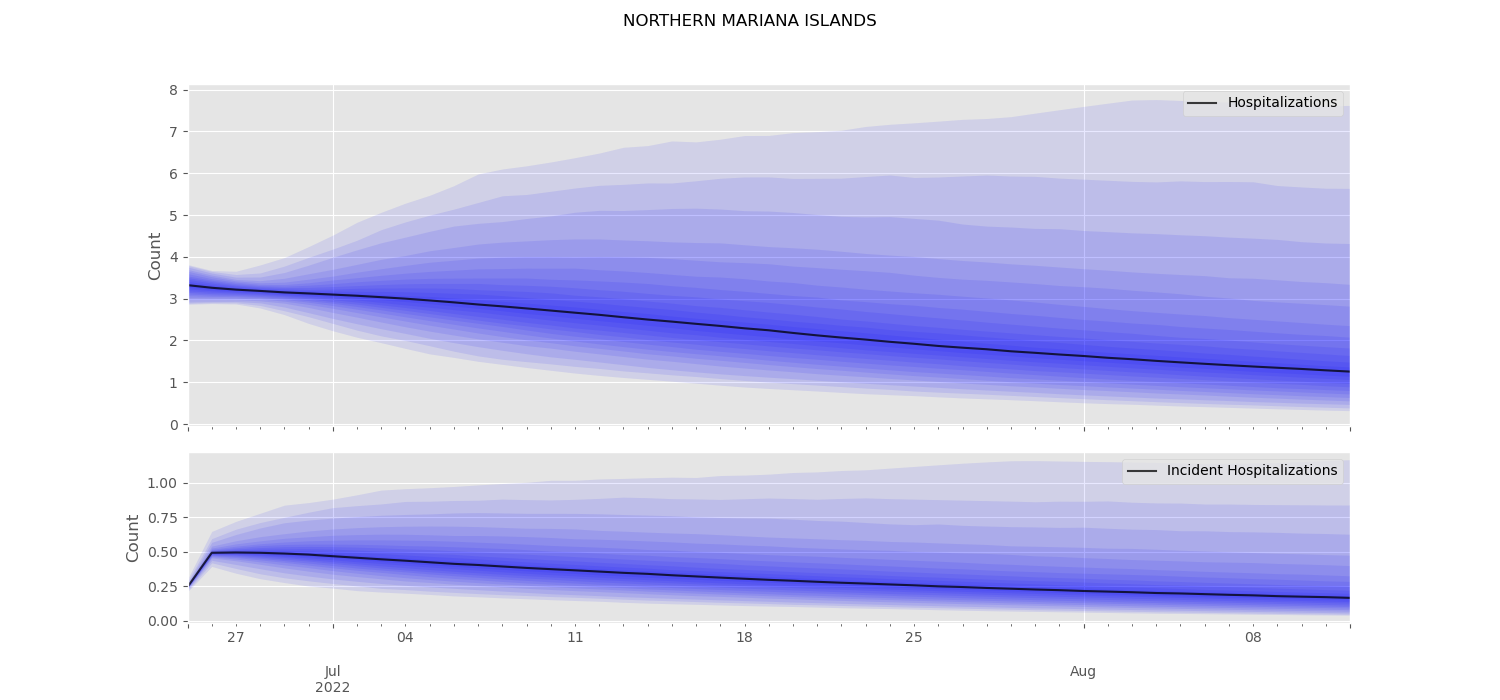 NORTHERN MARIANA ISLANDS
8
7
6
5
4
3
2
1
0
Count
Hospitalizations
1.00
0.75
0.50
0.25
0.00
Count
Incident Hospitalizations
27 04 11 18 25 08
Jul Aug
2022